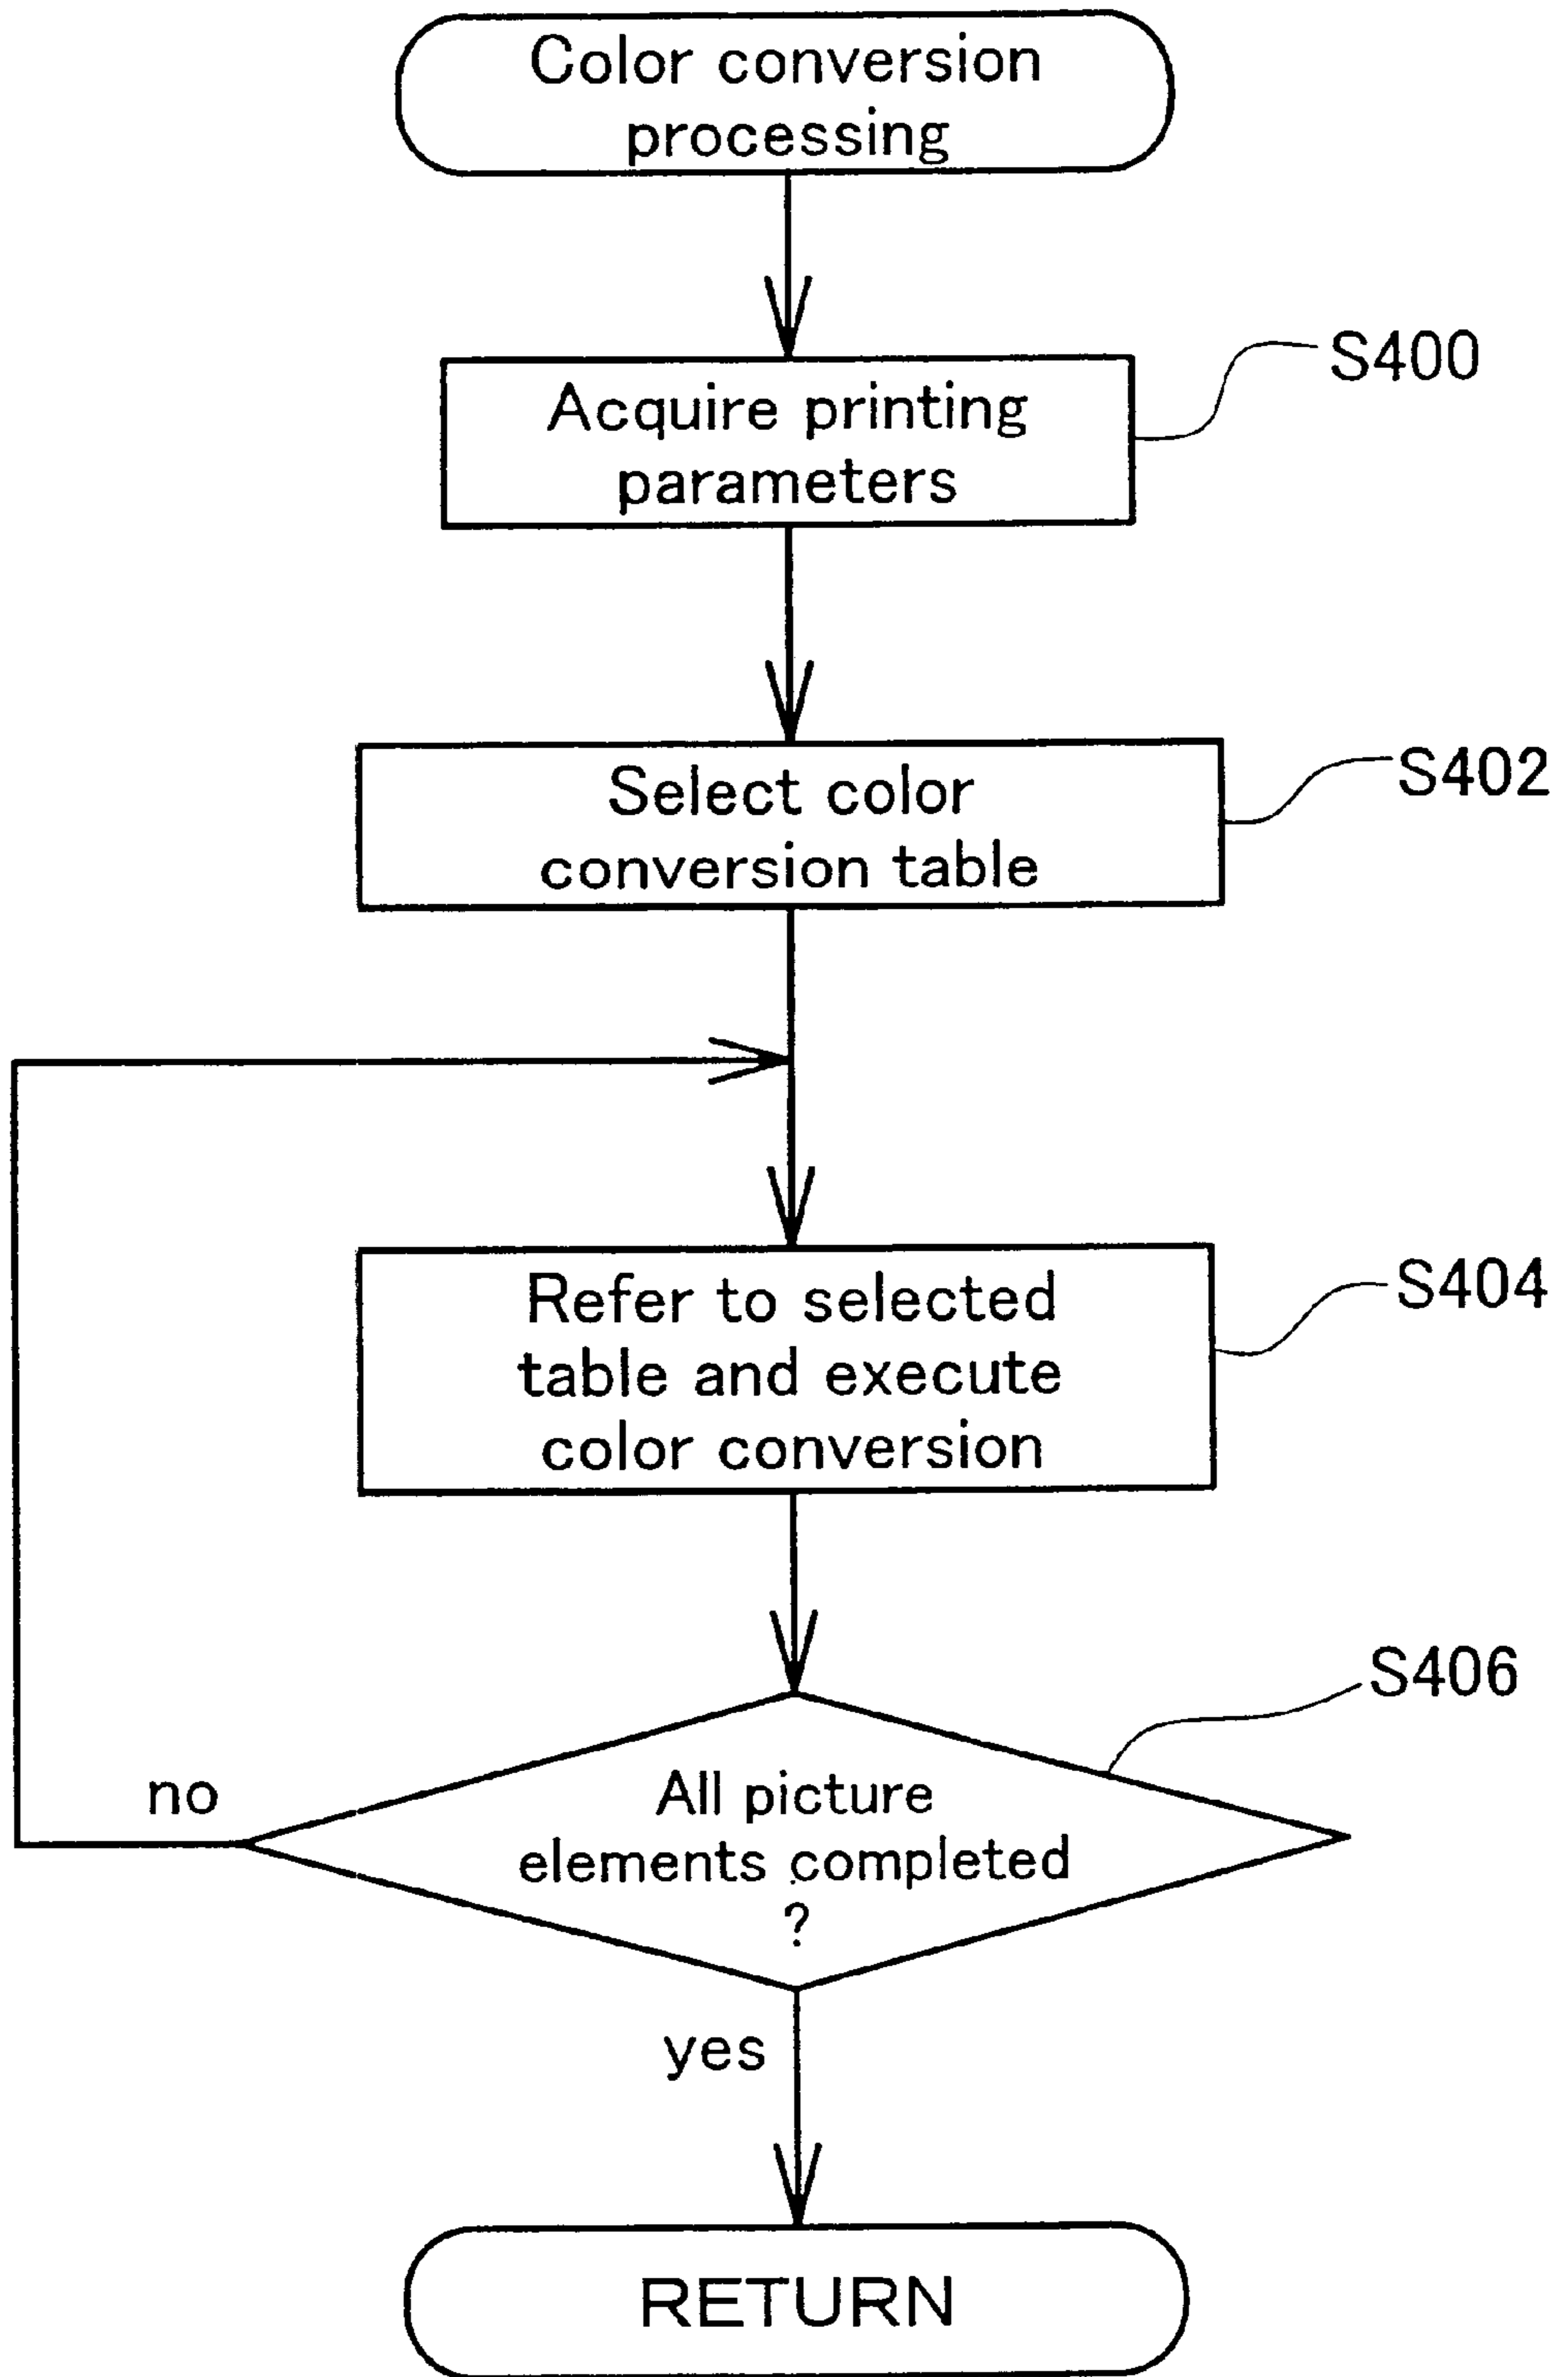 Color conversion
processing
S400
Acquire printing
parameters
S402
Select color
conversion table
S404
Refer to selected
table and execute
color conversion
S406
no
All picture
elements completed
?
yes
RETURN